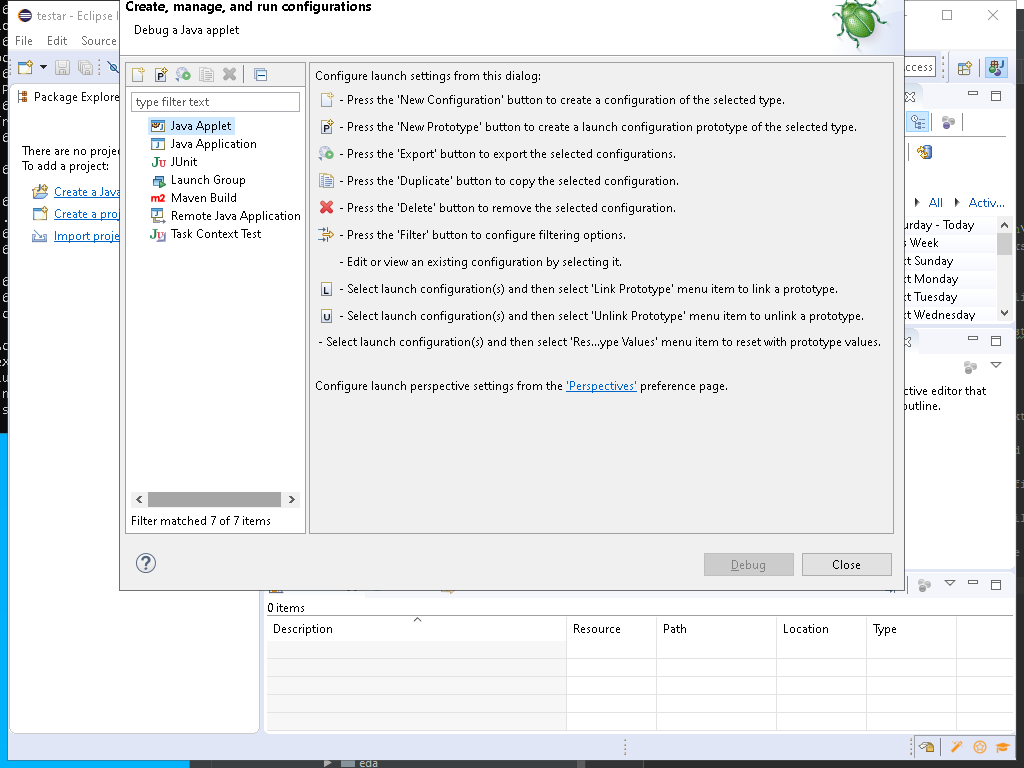 testar - Eclipse I
Create, manage, and run configurations
Debug a Java applet
File Edit Source
cess
Package Explore
type filter text
Java Applet
Java Application
JUnit
Launch Group
Maven Build
Remote Java Application
Task Context Test
Filter matched 7 of 7 items
There are no projec
To add a project:
Create a Java
Create a proj
Import proje
Configure launch settings from this dialog:
- Press the 'New Configuration' button to create a configuration of the selected type.
- Press the 'New Prototype' button to create a launch configuration prototype of the selected type.
- Press the 'Export' button to export the selected configurations.
- Press the 'Duplicate' button to copy the selected configuration.
- Press the 'Delete' button to remove the selected configuration.
- Press the 'Filter' button to configure filtering options.
- Edit or view an existing configuration by selecting it.
- Select launch configuration(s) and then select 'Link Prototype' menu item to link a prototype.
- Select launch configuration(s) and then select 'Unlink Prototype' menu item to unlink a prototype.
- Select launch configuration(s) and then select 'Res...ype Values' menu item to reset with prototype values.
Configure launch perspective settings from the 'Perspectives' preference page.
All Activ...
urday - Today
s Week
xt Sunday
xt Monday
xt Tuesday
xt Wednesday
ctive editor that
outline.
Debug Close
0 items
Description Resource Path Location Type
eda